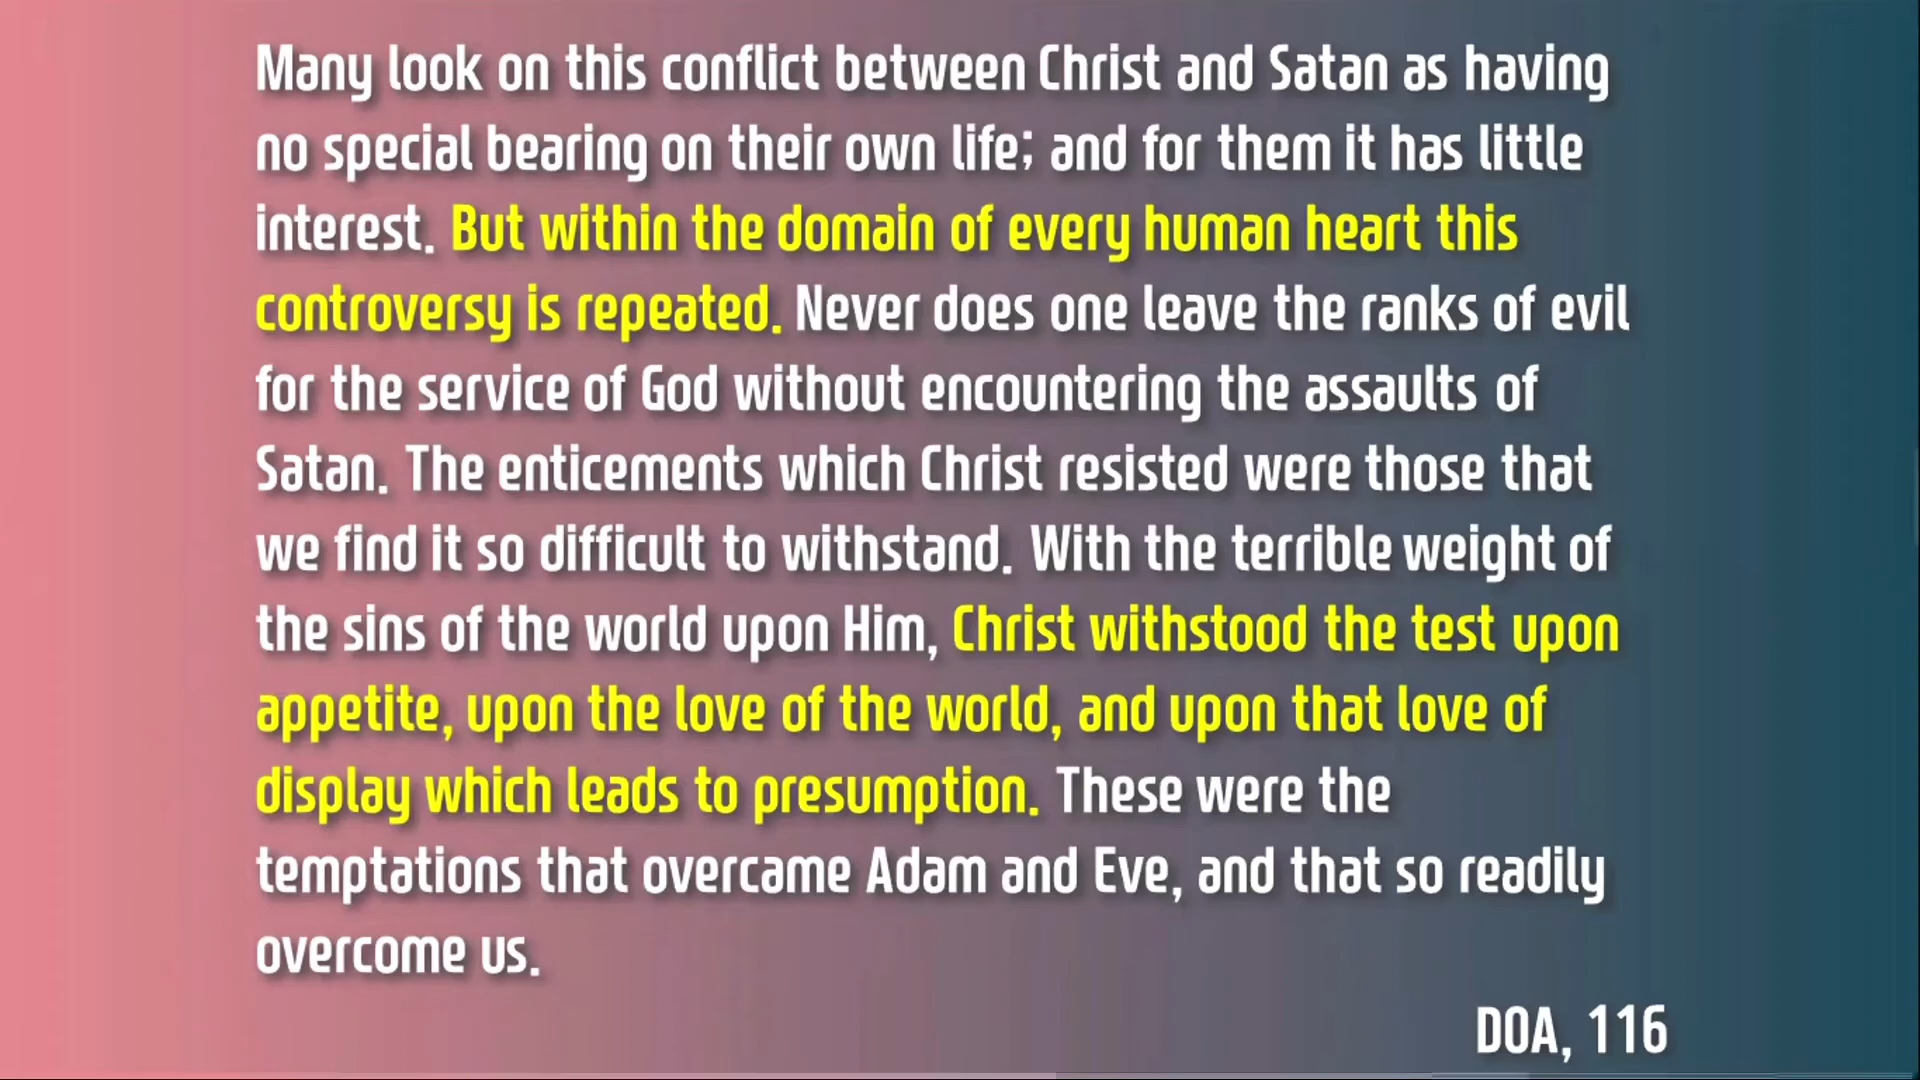 Many look on this conflict between Christ and Satan as having
no special bearing on their own life; and for them it has little
interest. But within the domain of every human heart this
controversy is repeated. Never does one leave the ranks of evil
for the service of God without encountering the assaults of
Satan. The enticements which Christ resisted were those that
we find it so difficult to withstand. With the terrible weight of
the sins of the world upon Him, Christ withstood the test upon
appetite, upon the love of the world, and upon that love of
display which leads to presumption. These were the
temptations that overcame Adam and Eve, and that so readily
overcome us.
DOA, 116